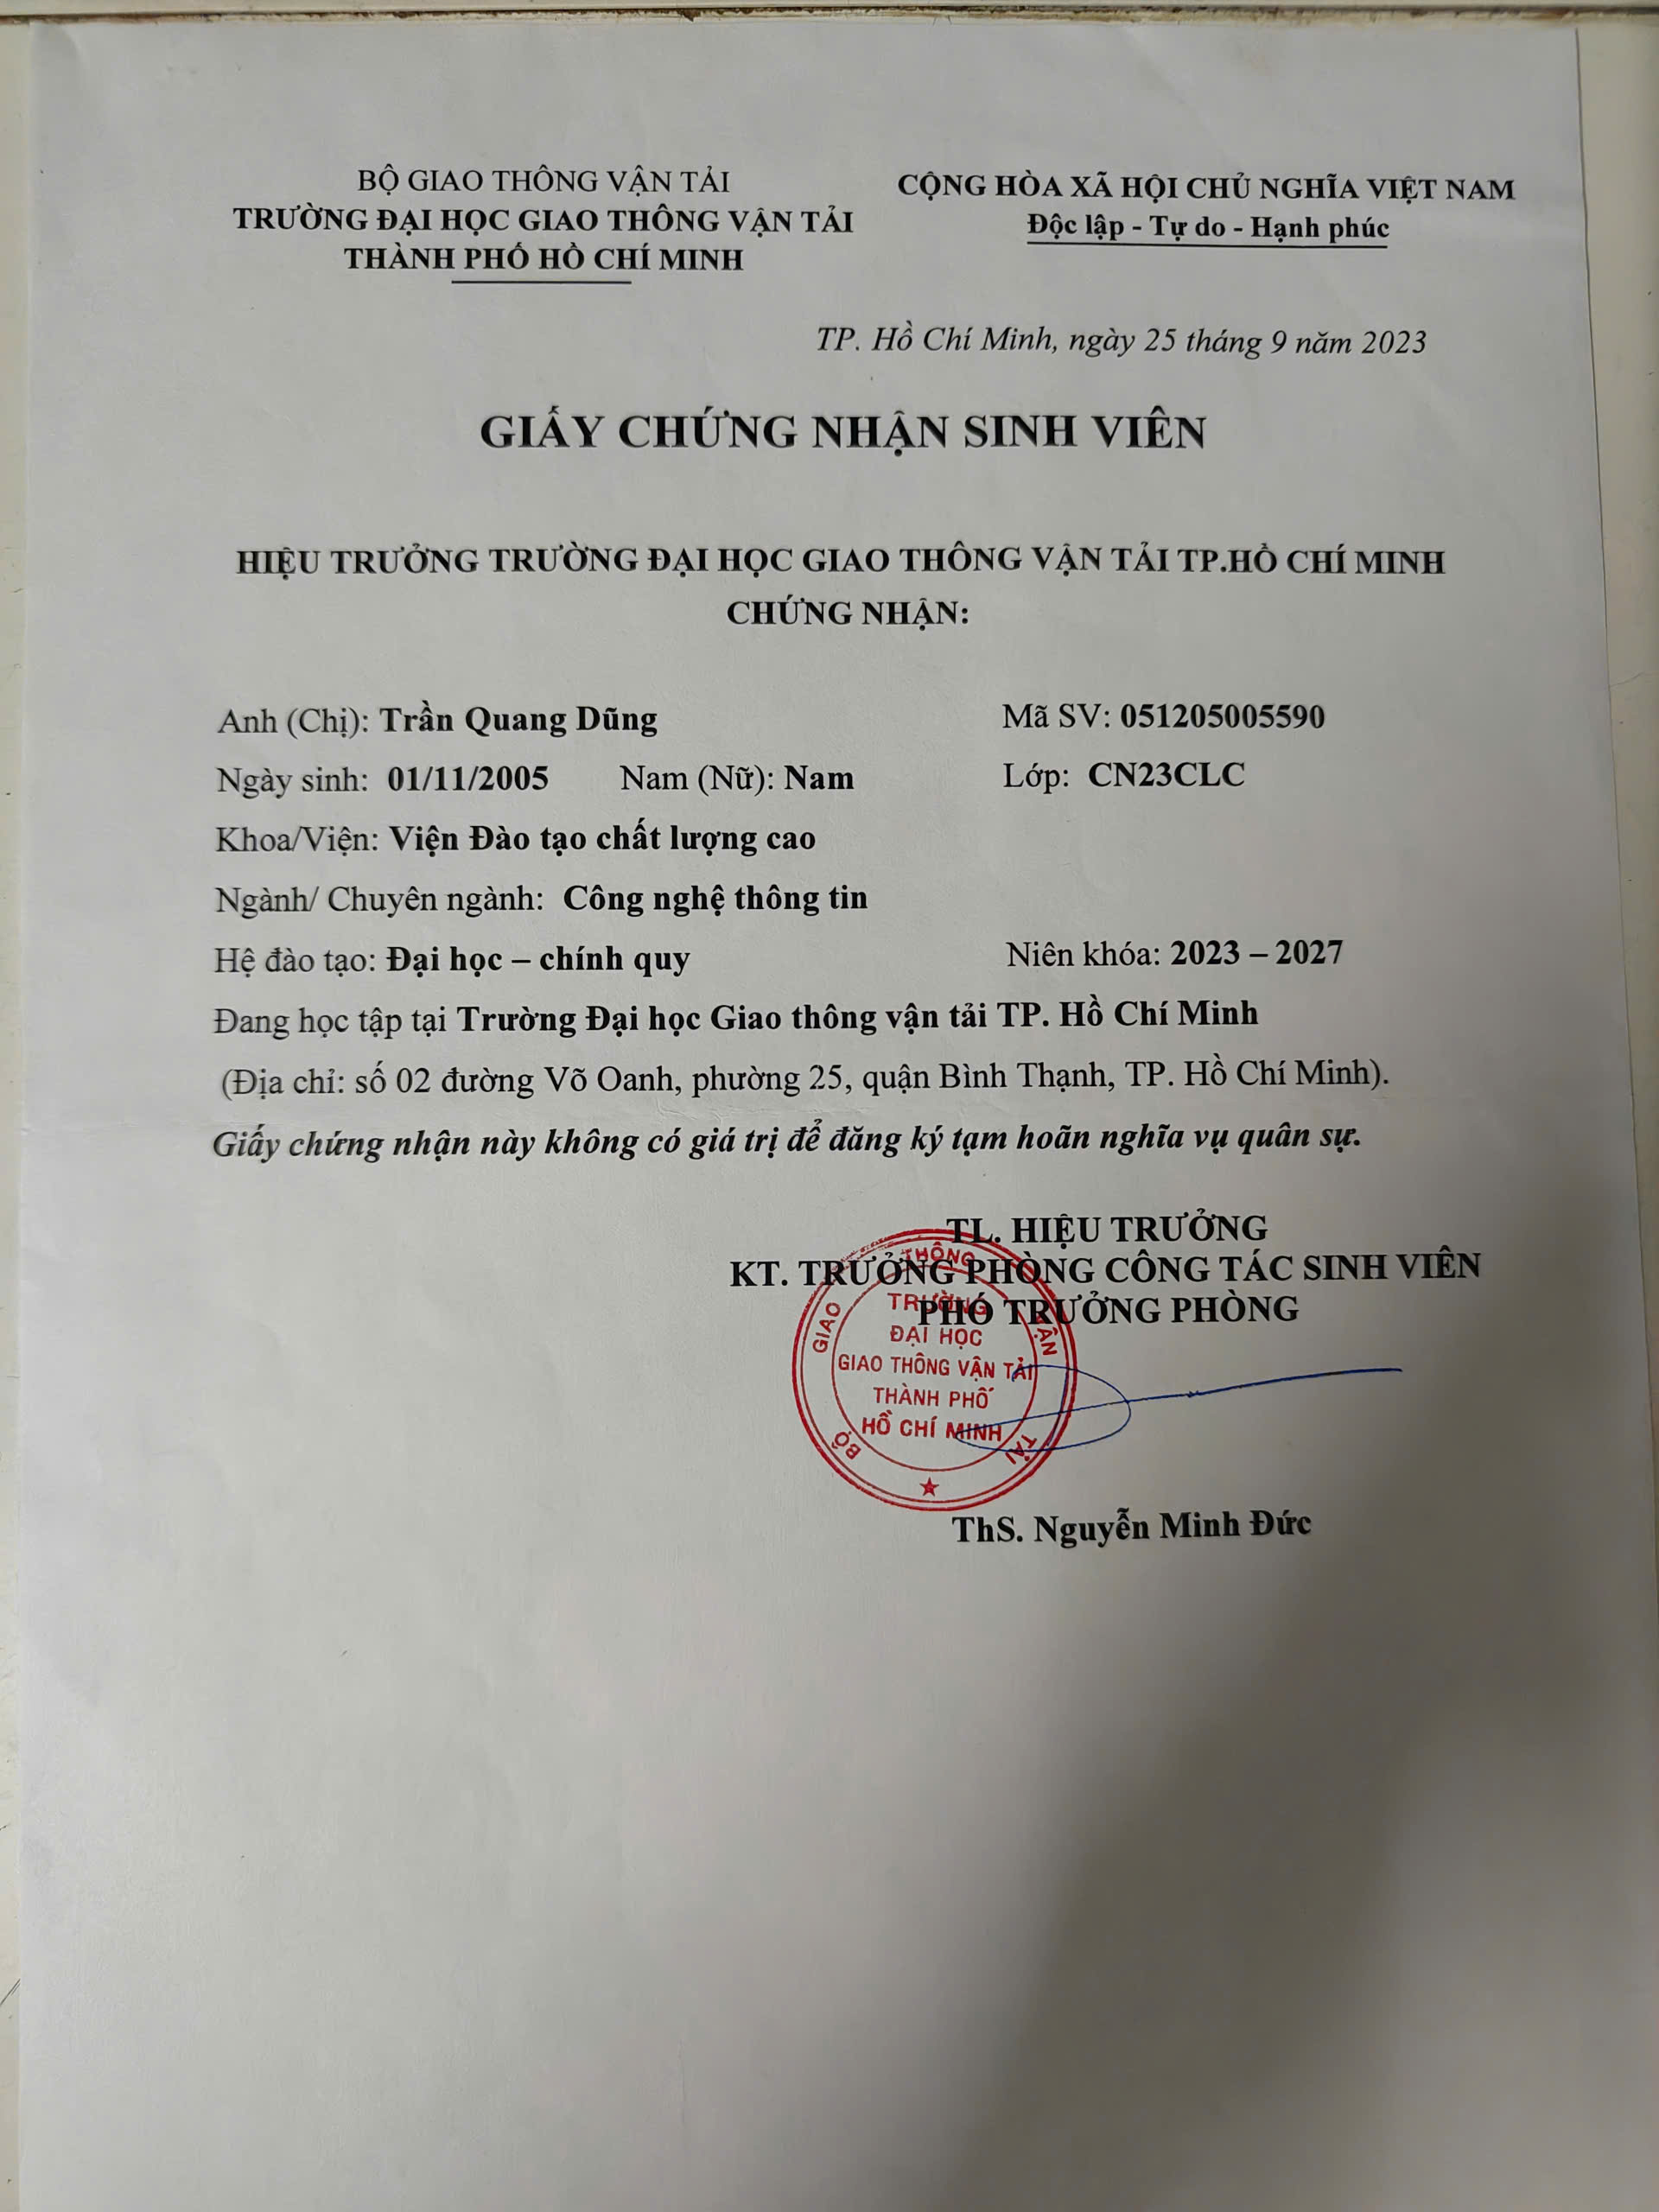 BỘ GIAO THÔNG VẬN TẢI
TRƯỜNG ĐẠI HỌC GIAO THÔNG VẬN TẢI
THÀNH PHỐ HỒ CHÍ MINH
CỘNG HÒA XÃ HỘI CHỦ NGHĨA VIỆT NAM
Độc lập - Tự do - Hạnh phúc
TP. Hồ Chí Minh, ngày 25 tháng 9 năm 2023
GIẤY CHỨNG NHẬN SINH VIÊN
HIỆU TRƯỞNG TRƯỜNG ĐẠI HỌC GIAO THÔNG VẬN TẢI TP.HỒ CHÍ MINH
CHỨNG NHẬN:
Anh (Chị): Trần Quang Dũng Mã SV: 051205005590
Ngày sinh: 01/11/2005 Nam (Nữ): Nam Lớp: CN23CLC
Khoa/Viện: Viện Đào tạo chất lượng cao
Ngành/ Chuyên ngành: Công nghệ thông tin
Hệ đào tạo: Đại học – chính quy Niên khóa: 2023 – 2027
Đang học tập tại Trường Đại học Giao thông vận tải TP. Hồ Chí Minh
(Địa chỉ: số 02 đường Võ Oanh, phường 25, quận Bình Thạnh, TP. Hồ Chí Minh).
Giấy chứng nhận này không có giá trị để đăng ký tạm hoãn nghĩa vụ quân sự.
TL. HIỆU TRƯỞNG
KT. TRƯỞNG PHÒNG CÔNG TÁC SINH VIÊN
PHÓ TRƯỞNG PHÒNG
BỘ GIAO THÔNG VẬN TẢI
TRƯỜNG
ĐẠI HỌC
GIAO THÔNG VẬN TẢI
THÀNH PHỐ
HỒ CHÍ MINH
ThS. Nguyễn Minh Đức